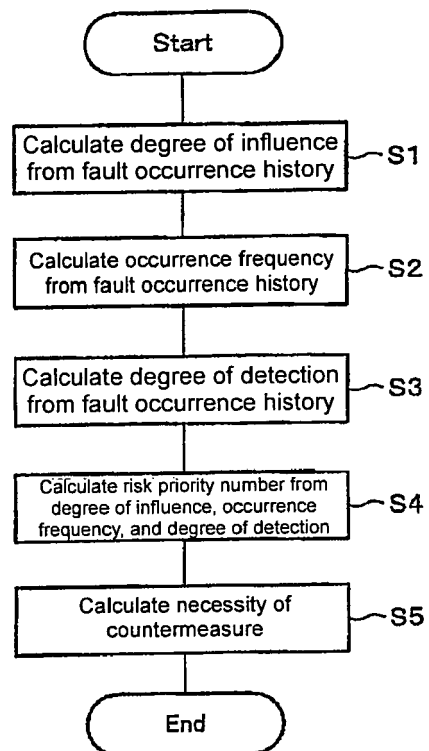 Start
Calculate degree of influence
from fault occurrence history
S1
Calculate occurrence frequency
from fault occurrence history
S2
Calculate degree of detection
from fault occurrence history
S3
Calculate risk priority number from
degree of influence, occurrence
frequency, and degree of detection
S4
Calculate necessity of
countermeasure
S5
End